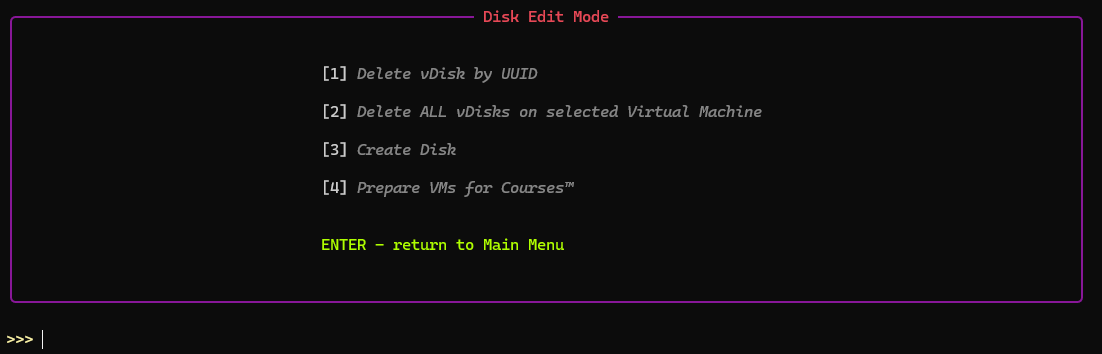 Disk Edit Mode
[1] Delete vDisk by UUID
[2] Delete ALL vDisks on selected Virtual Machine
[3] Create Disk
[4] Prepare VMs for Courses™
ENTER - return to Main Menu
>>>